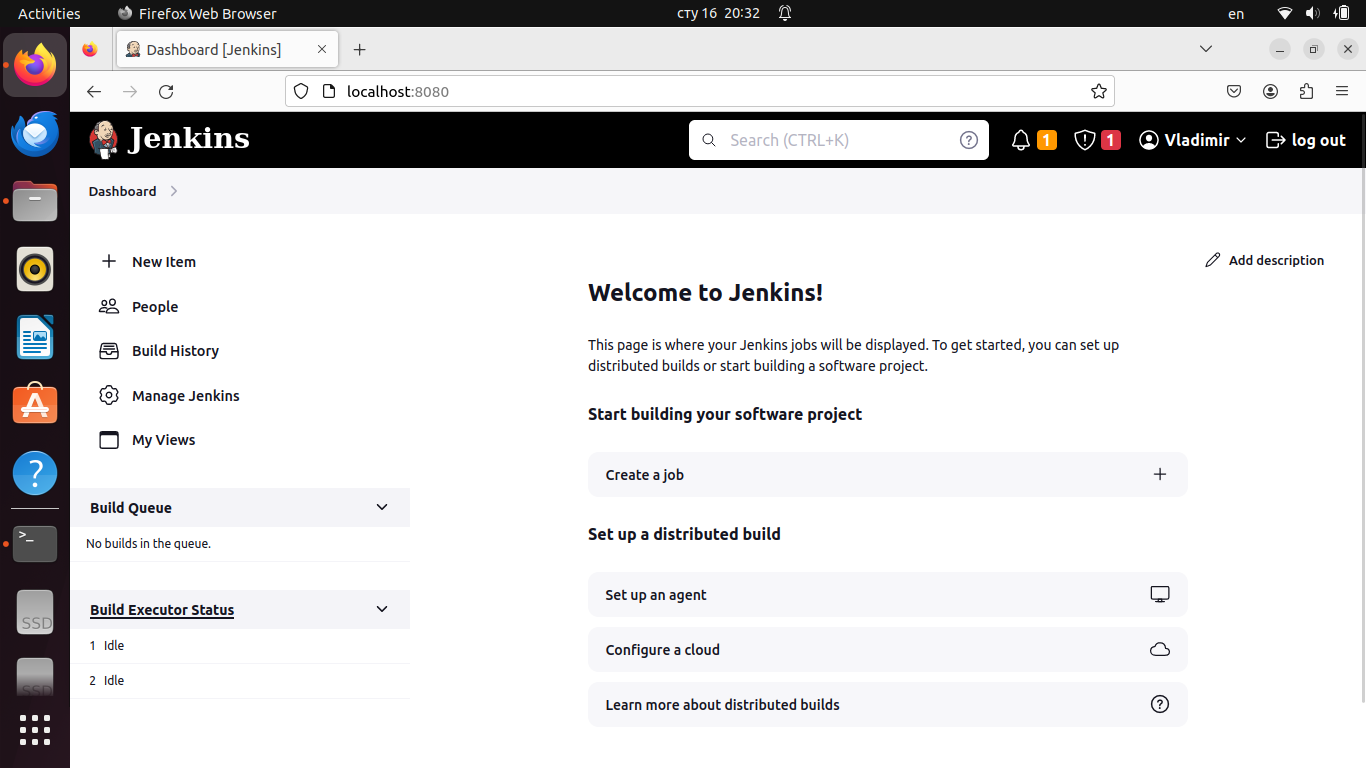 Activities
Firefox Web Browser
сту 16 20:32
en
Dashboard [Jenkins]
localhost:8080
Jenkins
Search (CTRL+K)
1
1
Vladimir
log out
Dashboard
New Item
People
Build History
Manage Jenkins
My Views
Build Queue
No builds in the queue.
Build Executor Status
1 Idle
2 Idle
Add description
Welcome to Jenkins!
This page is where your Jenkins jobs will be displayed. To get started, you can set up
distributed builds or start building a software project.
Start building your software project
Create a job
Set up a distributed build
Set up an agent
Configure a cloud
Learn more about distributed builds
>_
SSD
SSD